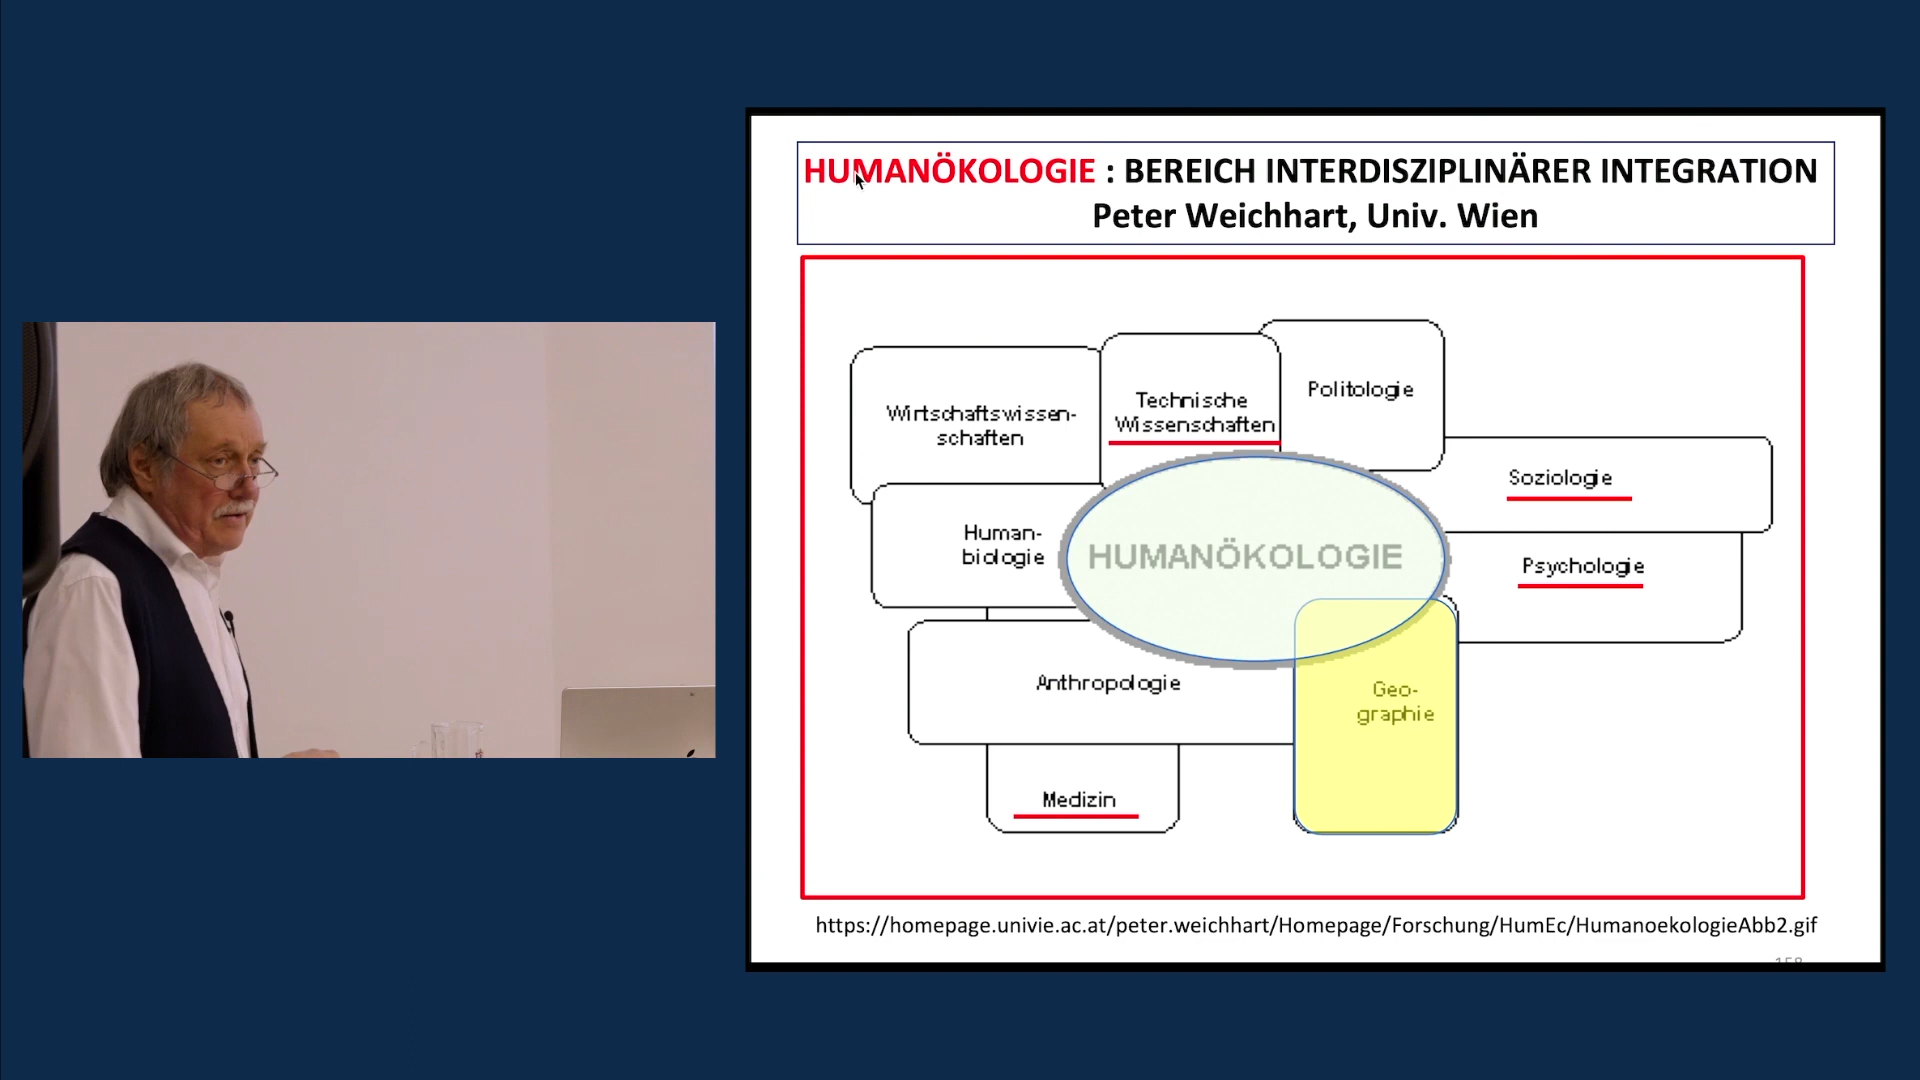 HUMANÖKOLOGIE : BEREICH INTERDISZIPLINÄRER INTEGRATION
Peter Weichhart, Univ. Wien
Wirtschaftswissen-
schaften
Technische
Wissenschaften
Politologie
Soziologie
Human-
biologie
HUMANÖKOLOGIE
Psychologie
Anthropologie
Geo-
graphie
Medizin
https://homepage.univie.ac.at/peter.weichhart/Homepage/Forschung/HumEc/HumanoekologieAbb2.gif